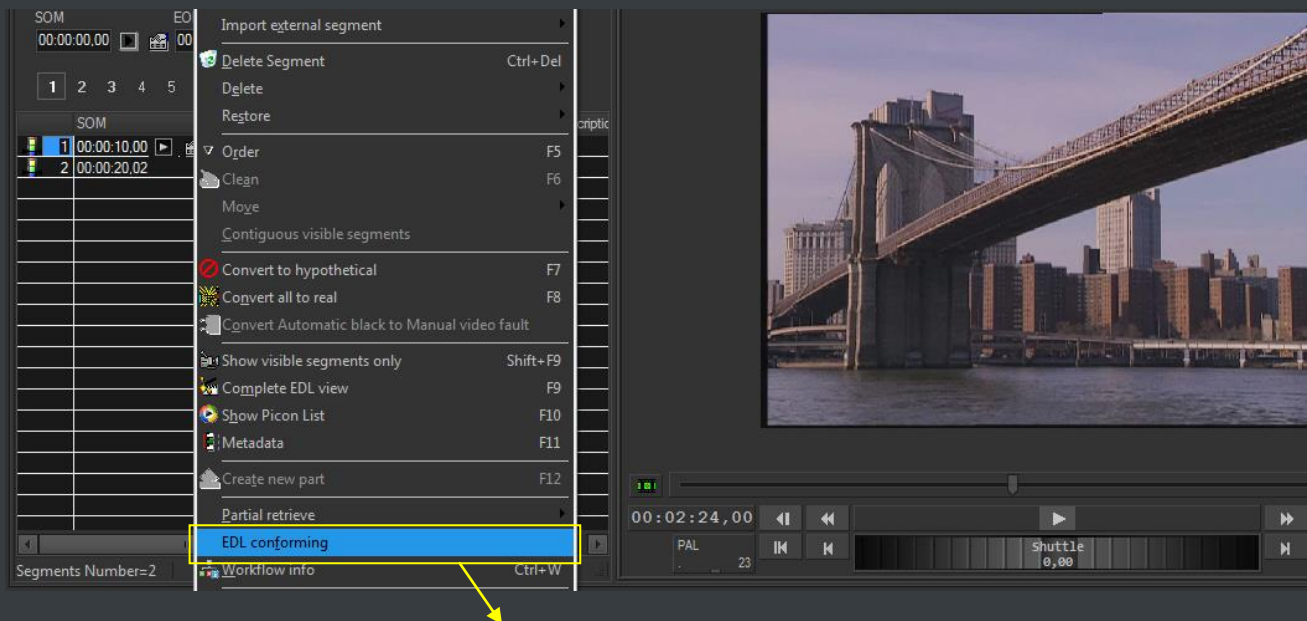 SOM EO
00:00:00,00 00
1 2 3 4 5
SOM criptic
1 00:00:10,00
2 00:00:20,02
Segments Number=2
Import external segment
Delete Segment Ctrl+Del
Delete
Restore
Order F5
Clean F6
Move
Contiguous visible segments
Convert to hypothetical F7
Convert all to real F8
Convert Automatic black to Manual video fault
Show visible segments only Shift+F9
Complete EDL view F9
Show Picon List F10
Metadata F11
Create new part F12
Partial retrieve
EDL conforming
Workflow info Ctrl+W
00:02:24,00
PAL
23
Shuttle
0,00